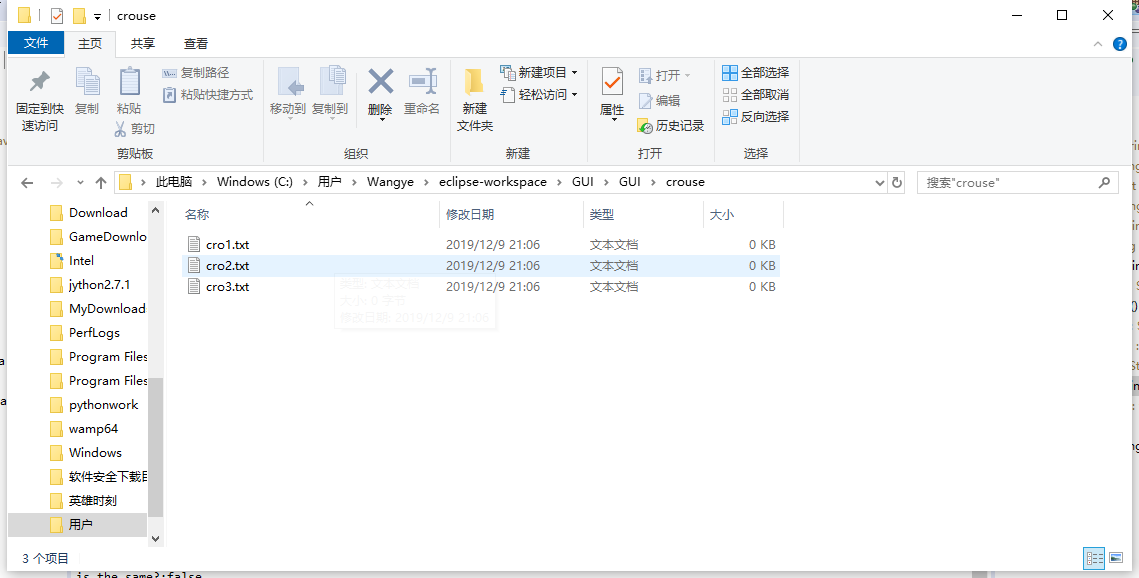 crouse
文件 主页 共享 查看
固定到快速访问
复制
粘贴
复制路径
粘贴快捷方式
剪切
剪贴板
移动到
复制到
删除
重命名
组织
新建文件夹
新建项目
轻松访问
新建
属性
打开
编辑
历史记录
打开
全部选择
全部取消
反向选择
选择
此电脑 › Windows (C:) › 用户 › Wangye › eclipse-workspace › GUI › GUI › crouse
搜索"crouse"
Download
GameDownlo
Intel
jython2.7.1
MyDownload
PerfLogs
Program Files
Program Files
pythonwork
wamp64
Windows
软件安全下载目
英雄时刻
用户
名称 修改日期 类型 大小
cro1.txt 2019/12/9 21:06 文本文档 0 KB
cro2.txt 2019/12/9 21:06 文本文档 0 KB
cro3.txt 2019/12/9 21:06 文本文档 0 KB
类型: 文本文档
大小: 0 字节
修改日期: 2019/12/9 21:06
3 个项目
is the same?:false